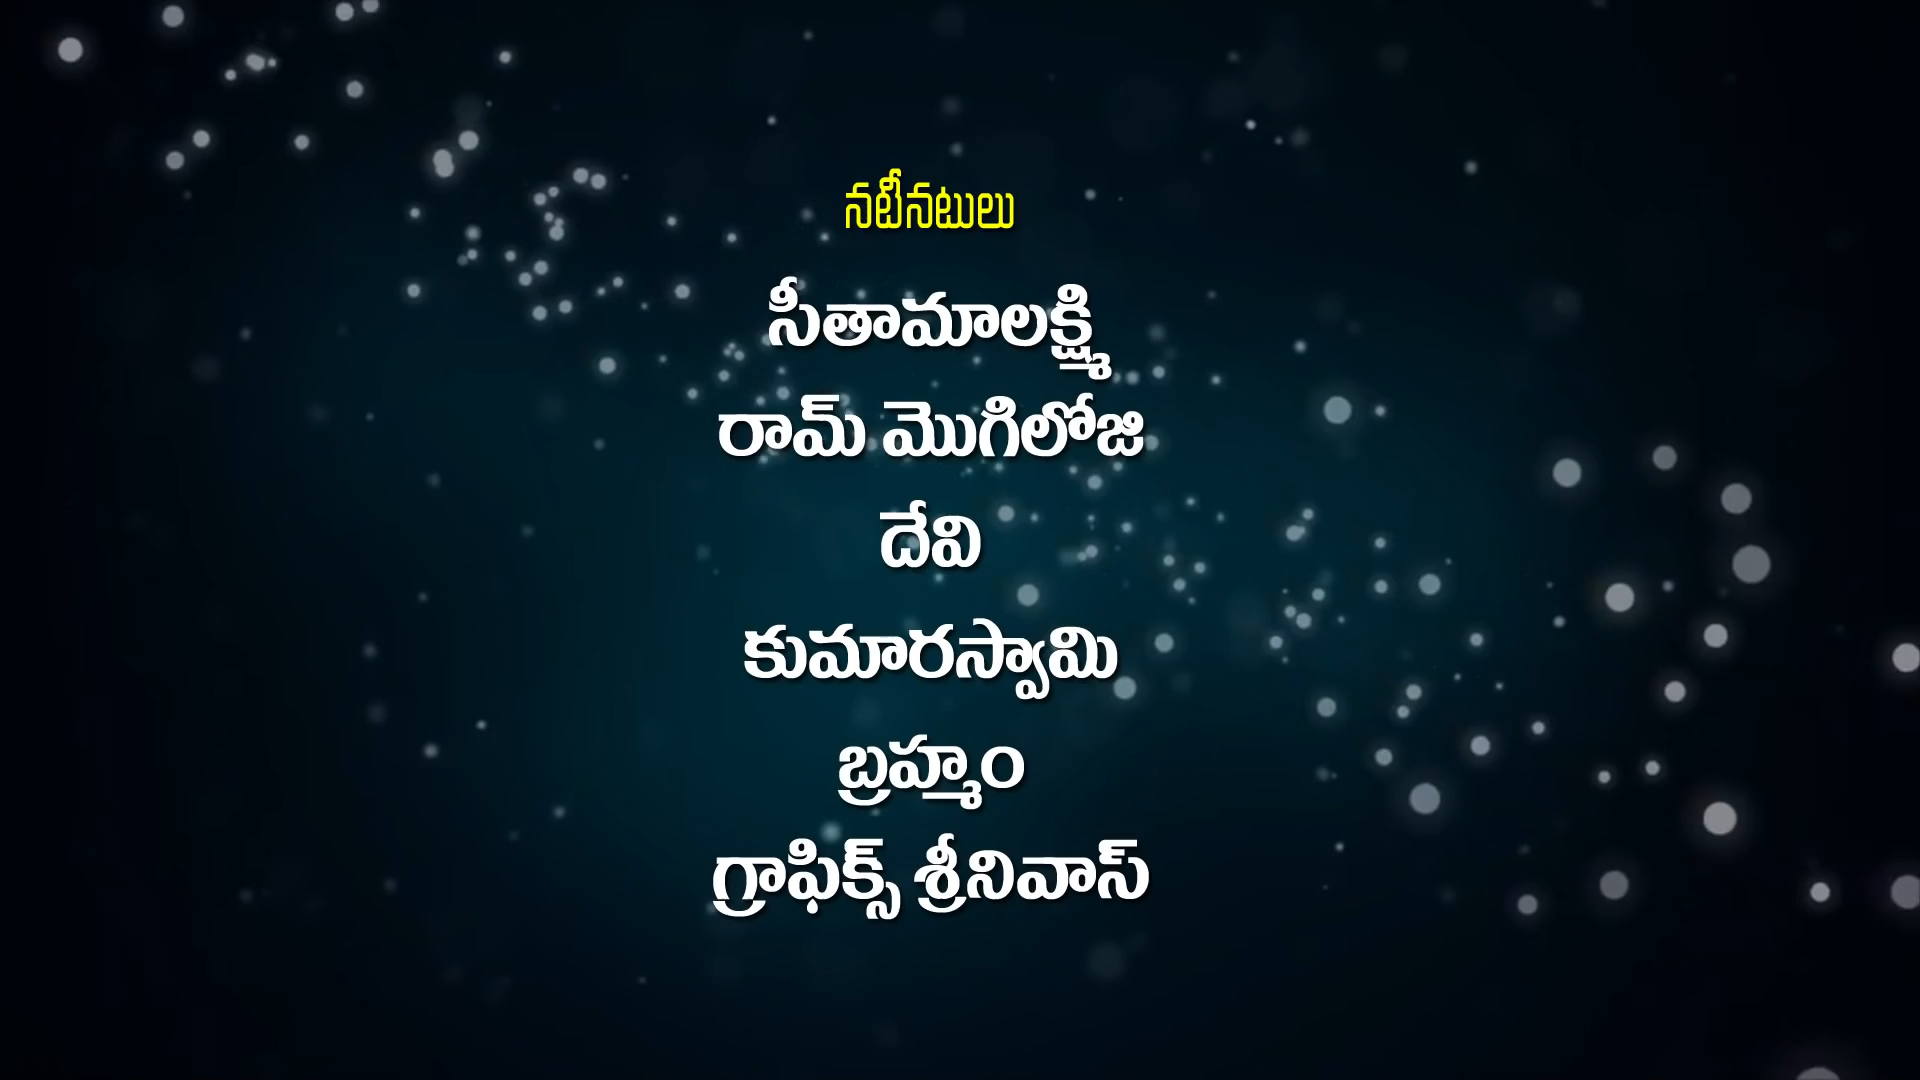 నటీనటులు
సీతామాలక్ష్మి
రామ్ మొగిలోజి
దేవి
కుమారస్వామి
బ్రహ్మం
గ్రాఫిక్స్ శ్రీనివాస్